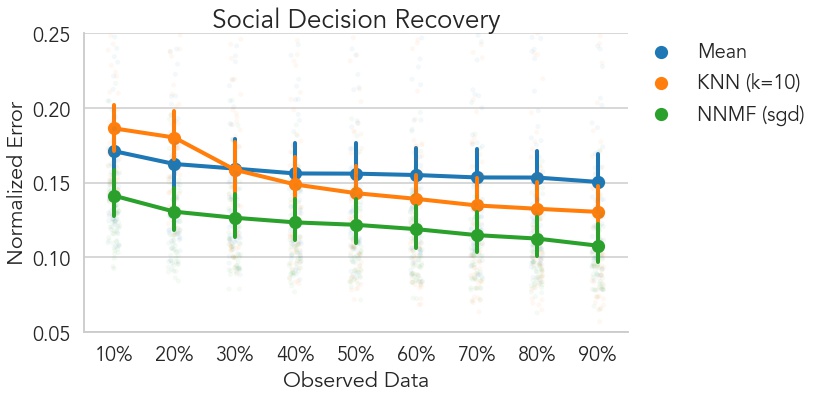 Social Decision Recovery
0.25
0.20
0.15
0.10
0.05
Normalized Error
10% 20% 30% 40% 50% 60% 70% 80% 90%
Observed Data
Mean
KNN (k=10)
NNMF (sgd)